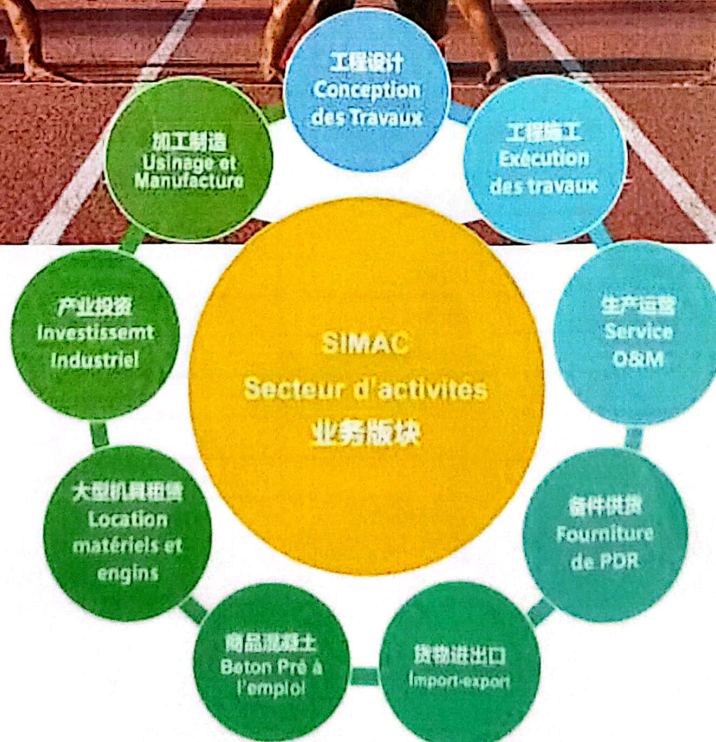 工程设计
Conception
des Travaux
工程施工
Exécution
des travaux
生产运营
Service
O&M
备件供货
Fourniture
de PDR
货物进出口
Import-export
商品混凝土
Beton Pré à
l'emploi
大型机具租赁
Location
matériels et
engins
产业投资
Investissemt
Industriel
加工制造
Usinage et
Manufacture
SIMAC
Secteur d'activités
业务版块